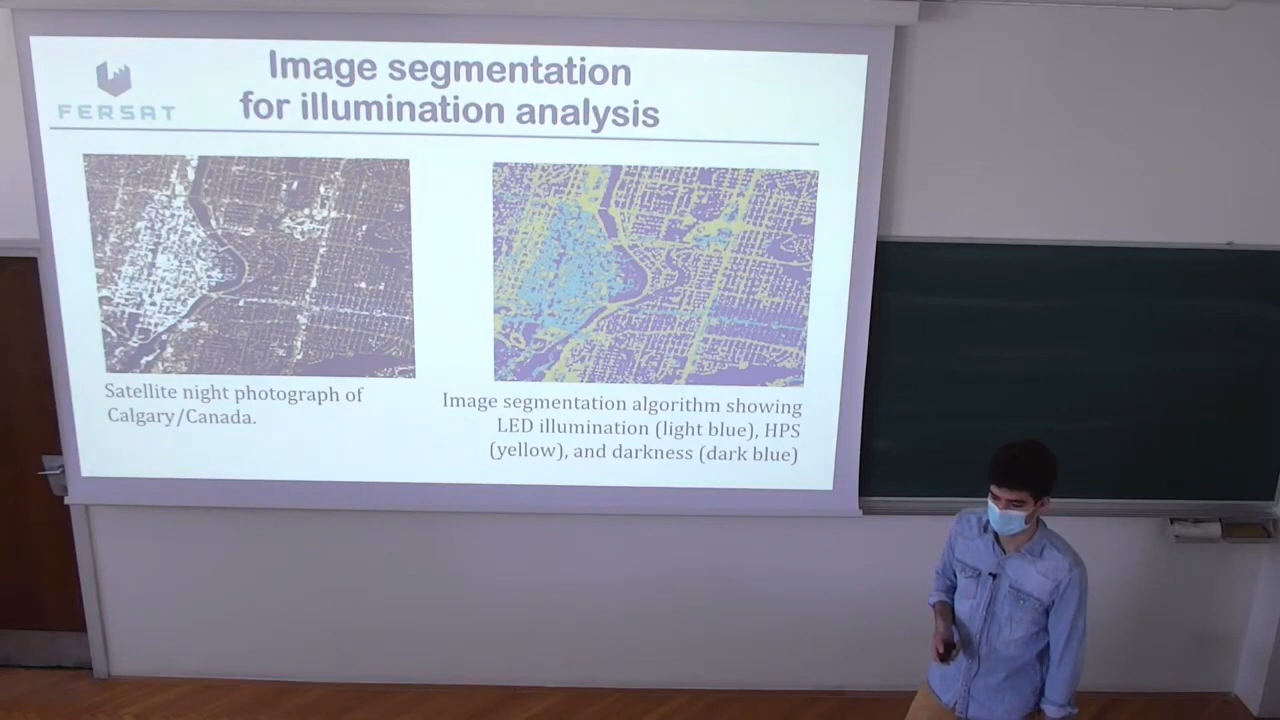 FERSAT
Image segmentation
for illumination analysis
Satellite night photograph of
Calgary/Canada.
Image segmentation algorithm showing
LED illumination (light blue), HPS
(yellow), and darkness (dark blue)